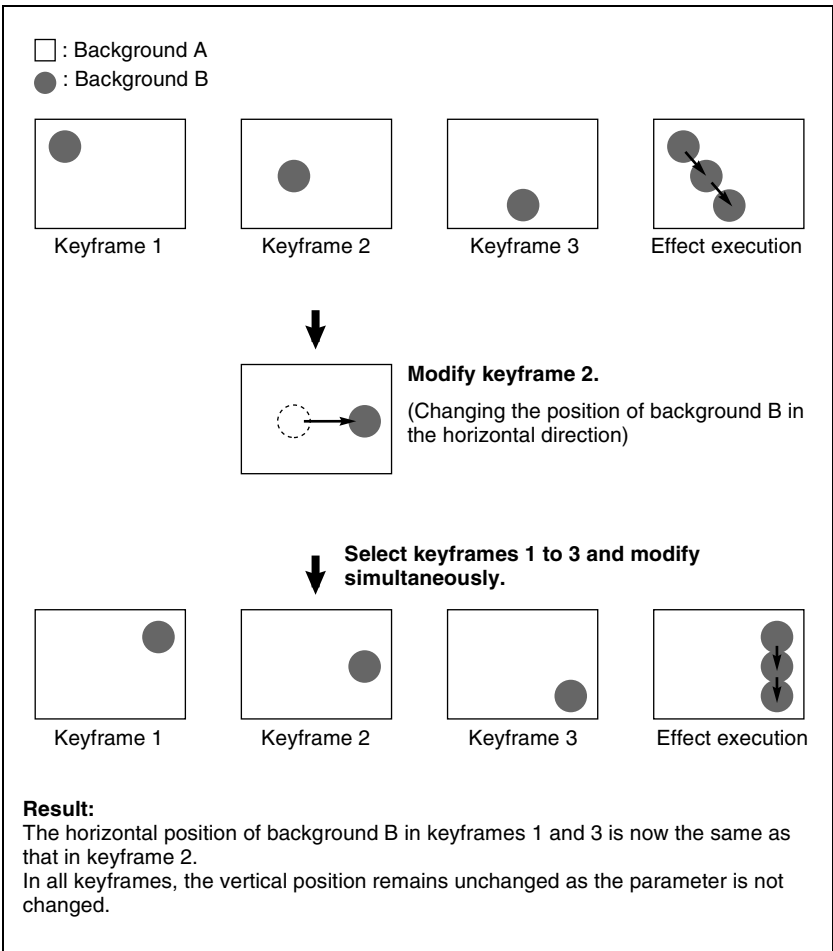 : Background A
: Background B
Keyframe 1
Keyframe 2
Keyframe 3
Effect execution
Modify keyframe 2.
(Changing the position of background B in
the horizontal direction)
Select keyframes 1 to 3 and modify
simultaneously.
Keyframe 1
Keyframe 2
Keyframe 3
Effect execution
Result:
The horizontal position of background B in keyframes 1 and 3 is now the same as
that in keyframe 2.
In all keyframes, the vertical position remains unchanged as the parameter is not
changed.